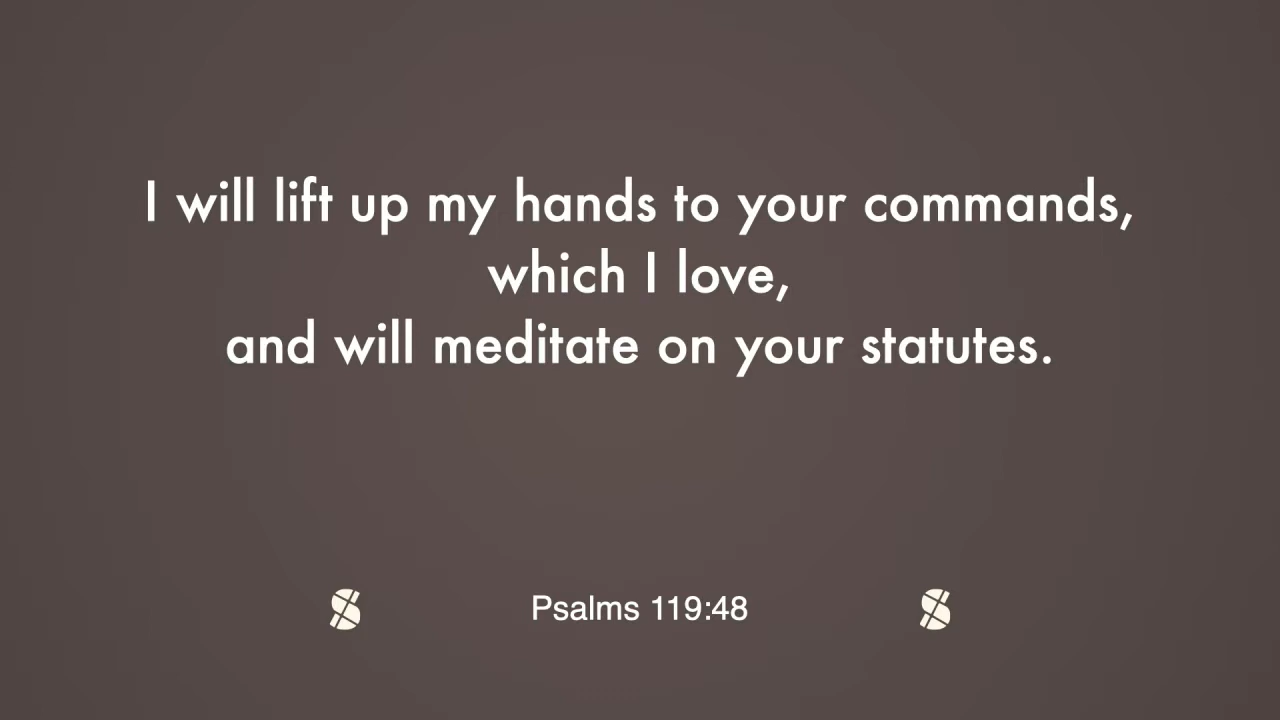 I will lift up my hands to your commands,
which I love,
and will meditate on your statutes.
Psalms 119:48